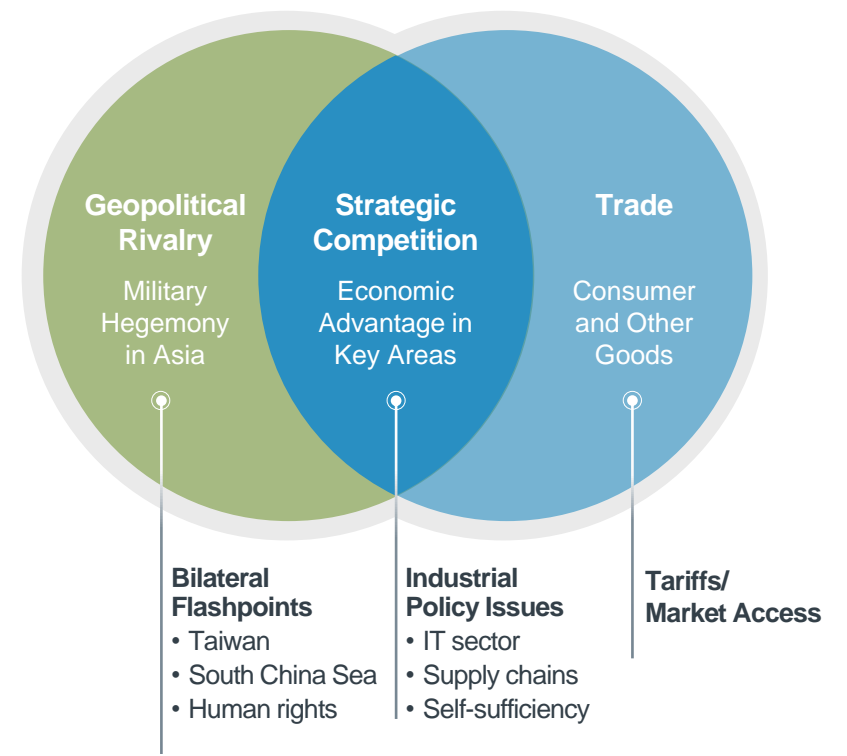 Geopolitical
Rivalry
Military
Hegemony
in Asia
Strategic
Competition
Economic
Advantage in
Key Areas
Trade
Consumer
and Other
Goods
Bilateral
Flashpoints
• Taiwan
• South China Sea
• Human rights
Industrial
Policy Issues
• IT sector
• Supply chains
• Self-sufficiency
Tariffs/
Market Access